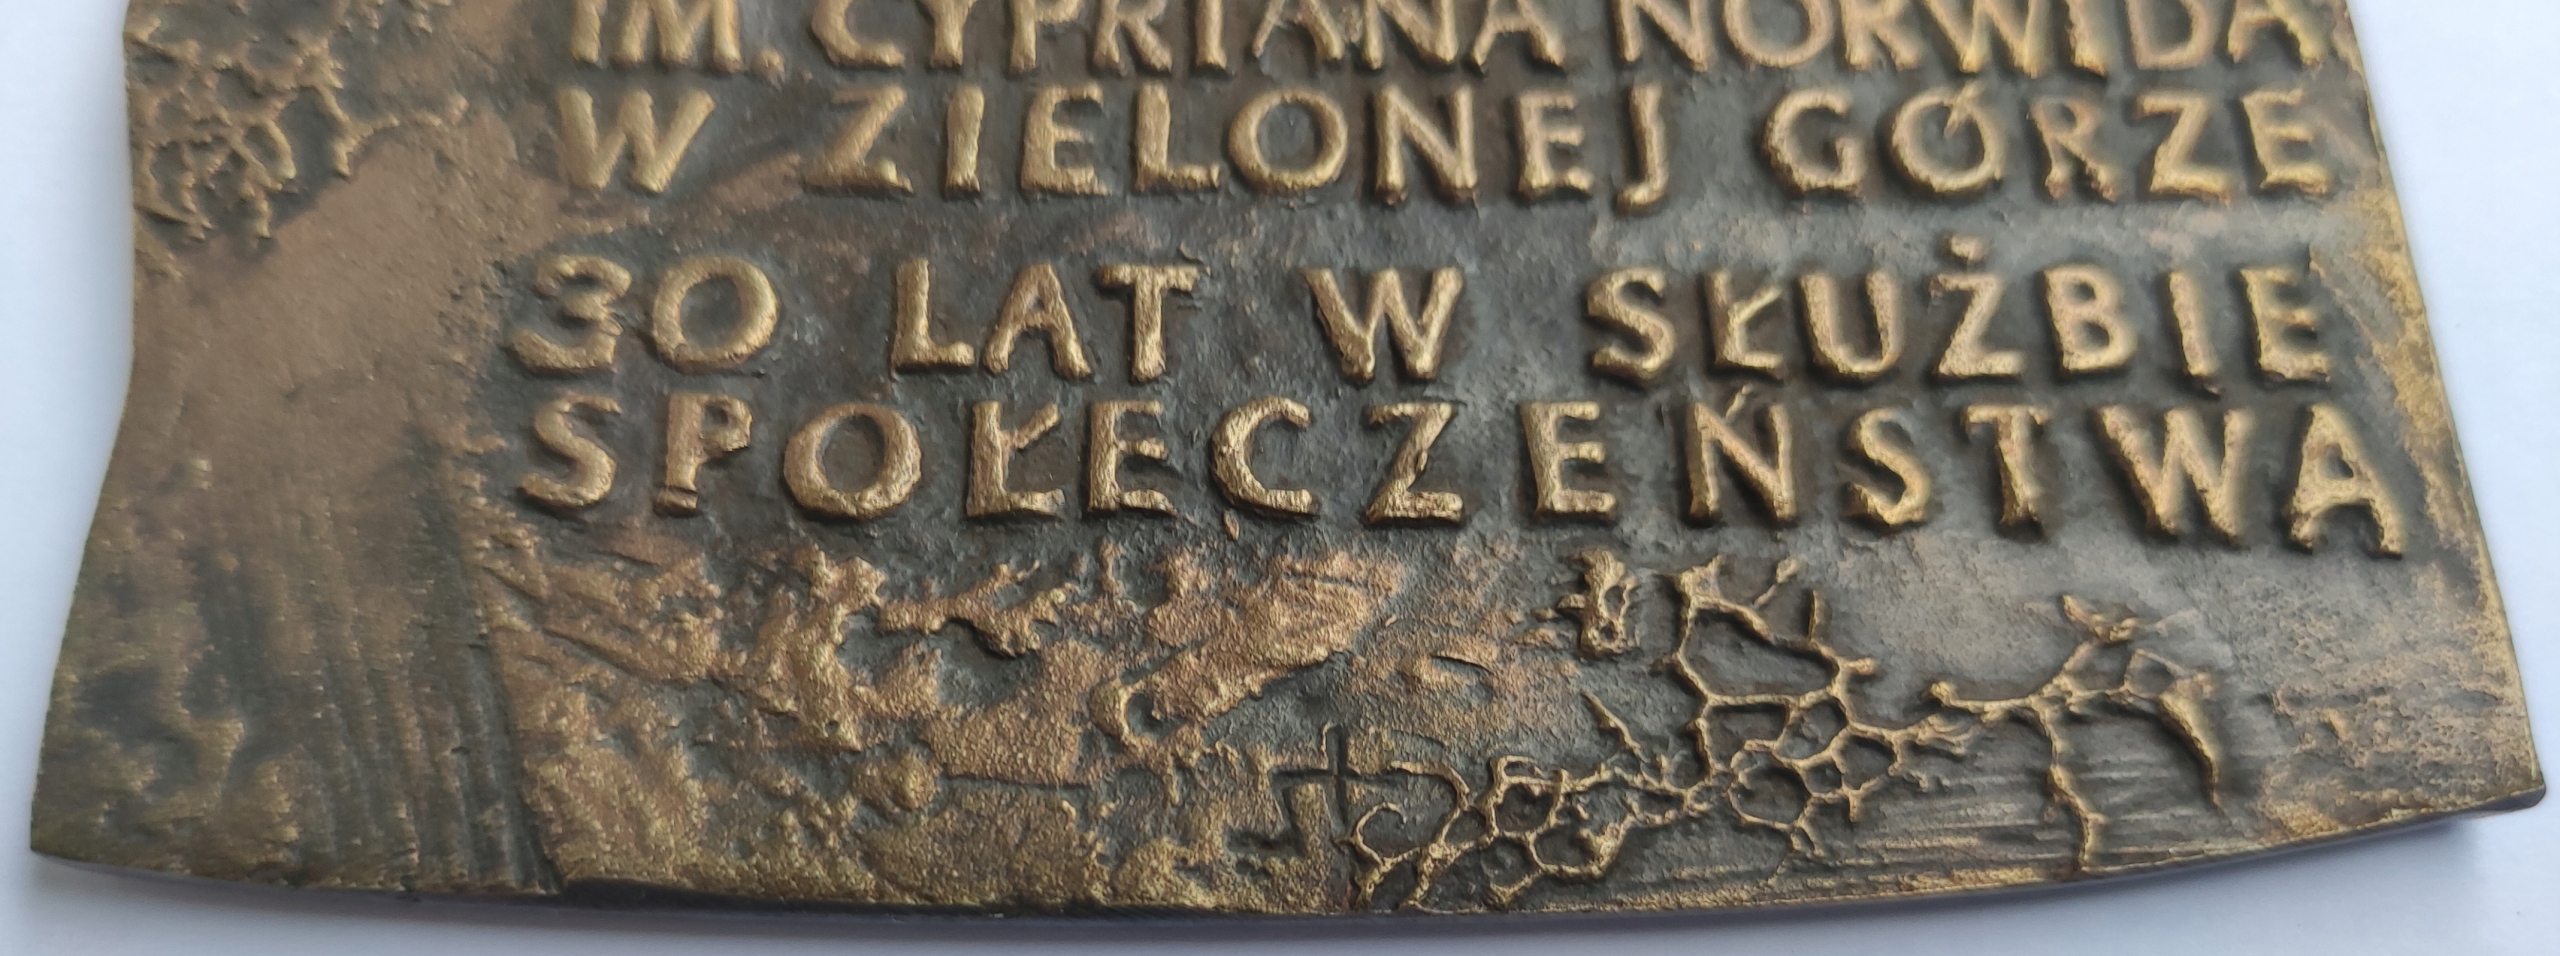 IM. CYPRIANA NORWIDA
W ZIELONEJ GÓRZE
30 LAT W SŁUŻBIE
SPOŁECZEŃSTWA